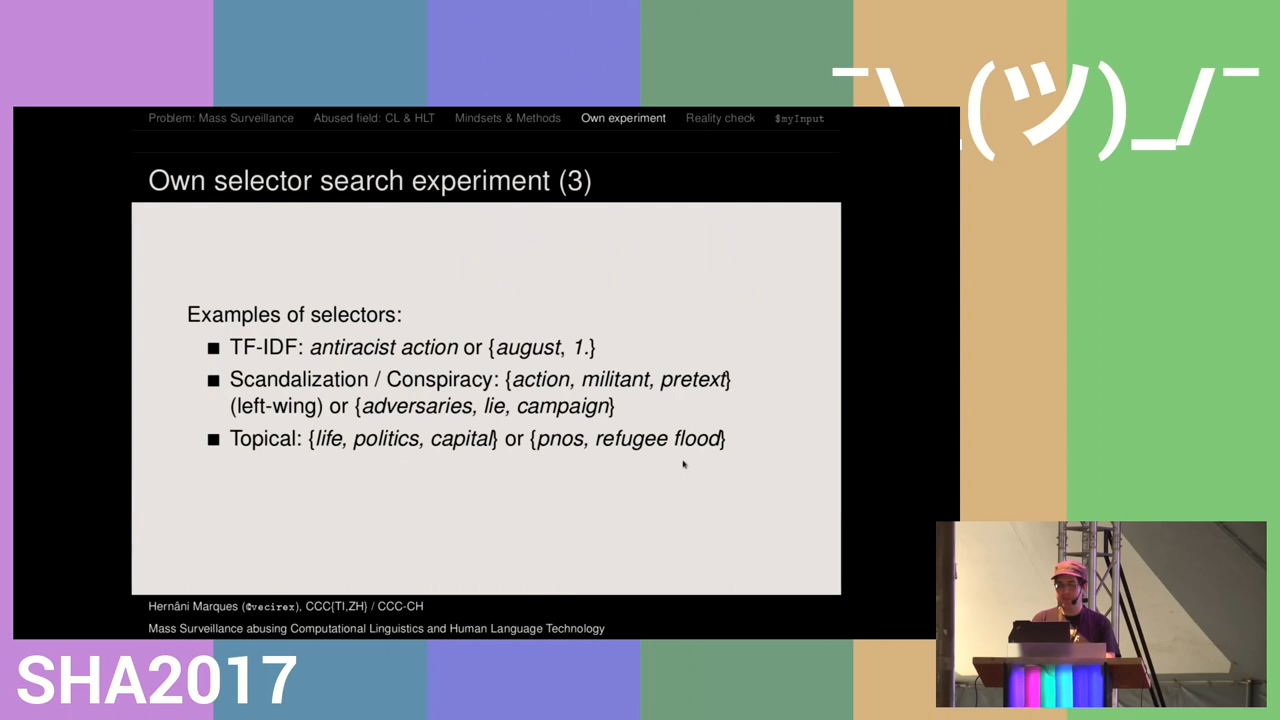 ¯\_(ツ)_/¯
Problem: Mass Surveillance Abused field: CL & HLT Mindsets & Methods Own experiment Reality check $myInput
Own selector search experiment (3)
Examples of selectors:
■ TF-IDF: antiracist action or {august, 1.}
■ Scandalization / Conspiracy: {action, militant, pretext}
(left-wing) or {adversaries, lie, campaign}
■ Topical: {life, politics, capital} or {pnos, refugee flood}
Hernâni Marques (@vecirex), CCC{TI,ZH} / CCC-CH
Mass Surveillance abusing Computational Linguistics and Human Language Technology
SHA2017